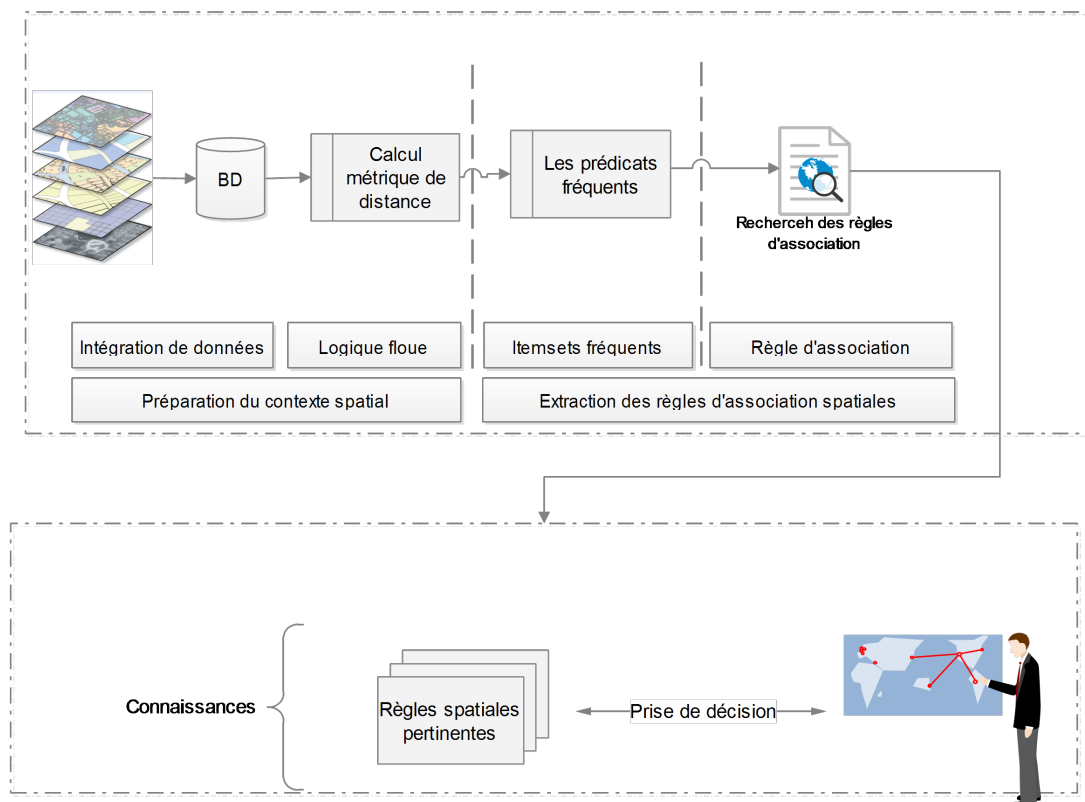 BD
Calcul
métrique de
distance
Les prédicats
fréquents
Recherceh des règles
d'association
Intégration de données
Logique floue
Itemsets fréquents
Règle d'association
Préparation du contexte spatial
Extraction des règles d'association spatiales
Connaissances
Règles spatiales
pertinentes
Prise de décision